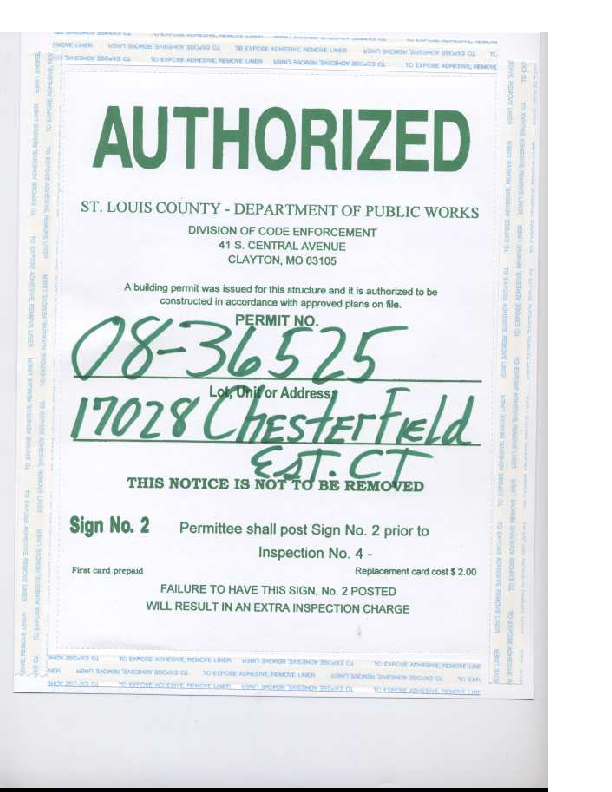 AUTHORIZED
ST. LOUIS COUNTY - DEPARTMENT OF PUBLIC WORKS
DIVISION OF CODE ENFORCEMENT
41 S. CENTRAL AVENUE
CLAYTON, MO 63105
A building permit was issued for this structure and it is authorized to be
constructed in accordance with approved plans on file.
PERMIT NO.
08-36525
Lot, Unit or Address:
17028 Chesterfield
EST. CT
THIS NOTICE IS NOT TO BE REMOVED
Sign No. 2 Permittee shall post Sign No. 2 prior to
Inspection No. 4 -
First card prepaid Replacement card cost $ 2.00
FAILURE TO HAVE THIS SIGN, No. 2 POSTED
WILL RESULT IN AN EXTRA INSPECTION CHARGE
TO EXPOSE ADHESIVE, REMOVE LINER